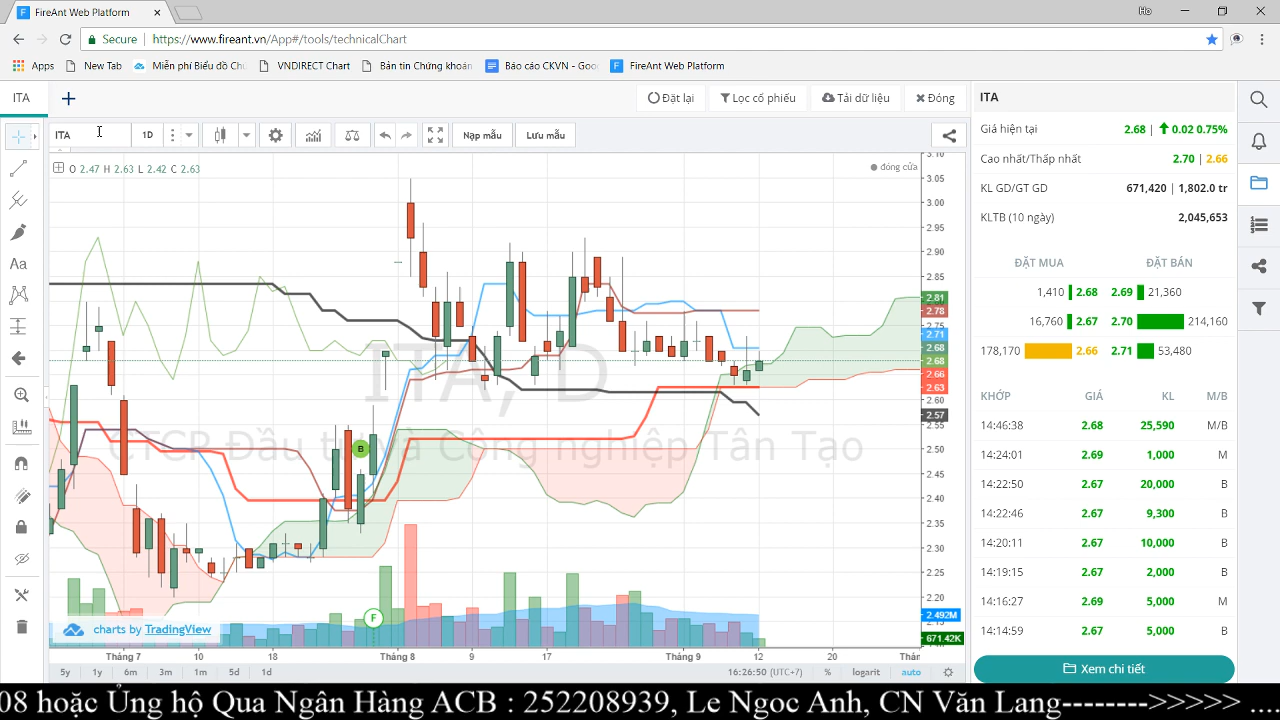 FireAnt Web Platform
Secure https://www.fireant.vn/App#/tools/technicalChart
Apps New Tab Miễn phí Biểu đồ Chu VNDIRECT Chart Bản tin Chứng khoán Báo cáo CKVN - Goo FireAnt Web Platform
ITA Đặt lại Lọc cổ phiếu Tải dữ liệu Đóng
ITA 1D Nạp mẫu Lưu mẫu
O 2.47 H 2.63 L 2.42 C 2.63
đóng cửa
ITA, D
CTCP Đầu tư và Công nghiệp Tân Tạo
B
F
charts by TradingView
3.10
3.05
3.00
2.95
2.90
2.85
2.81
2.78
2.75
2.71
2.68
2.68
2.66
2.63
2.60
2.57
2.55
2.50
2.45
2.40
2.35
2.30
2.25
2.20
2.492M
671.42K
Tháng 7 10 18 Tháng 8 9 17 Tháng 9 12 20
5y 1y 6m 3m 1m 5d 1d 16:26:50 (UTC+7) % logarit auto
Aa
ITA
Giá hiện tại 2.68 | 0.02 0.75%
Cao nhất/Thấp nhất 2.70 | 2.66
KL GD/GT GD 671,420 | 1,802.0 tr
KLTB (10 ngày) 2,045,653
ĐẶT MUA ĐẶT BÁN
1,410 2.68 2.69 21,360
16,760 2.67 2.70 214,160
178,170 2.66 2.71 53,480
KHỚP GIÁ KL M/B
14:46:38 2.68 25,590 M/B
14:24:01 2.69 1,000 M
14:22:50 2.67 20,000 B
14:22:46 2.67 9,300 B
14:20:11 2.67 10,000 B
14:19:15 2.67 2,000 B
14:16:27 2.69 5,000 M
14:14:59 2.67 5,000 B
Xem chi tiết
08 hoặc Ủng hộ Qua Ngân Hàng ACB : 252208939, Le Ngoc Anh, CN Văn Lang-------->>>>> ....